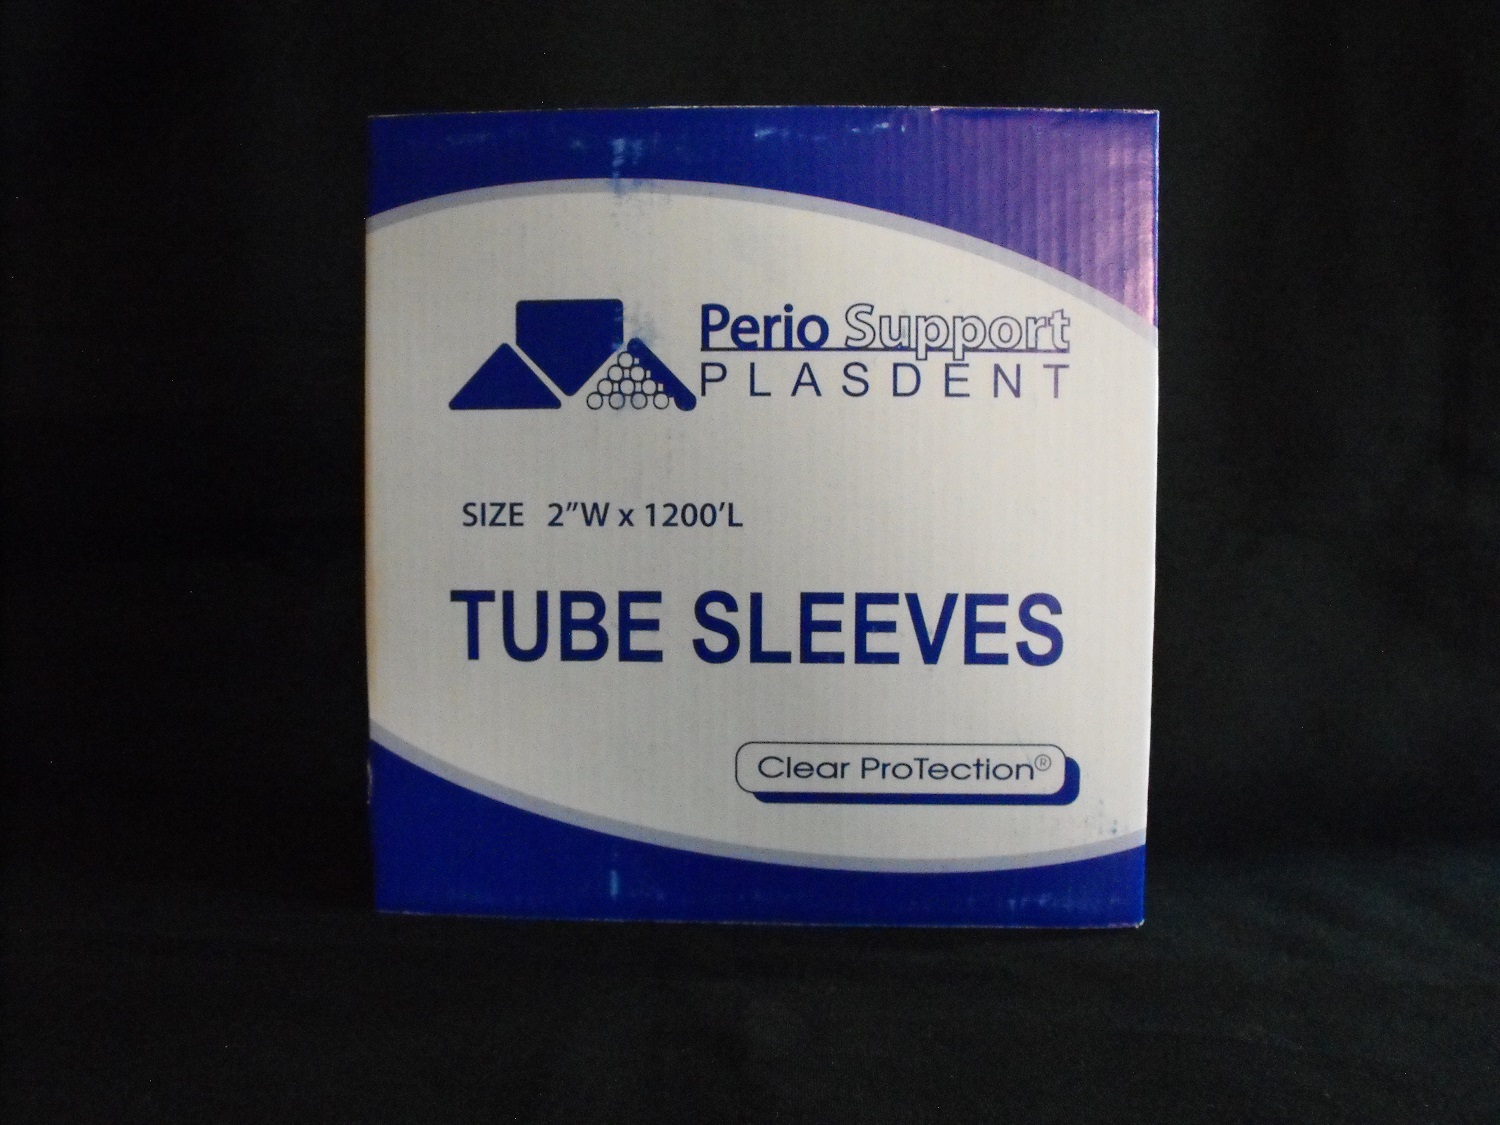 Perio Support
PLASDENT
SIZE 2"W x 1200'L
TUBE SLEEVES
Clear ProTection®